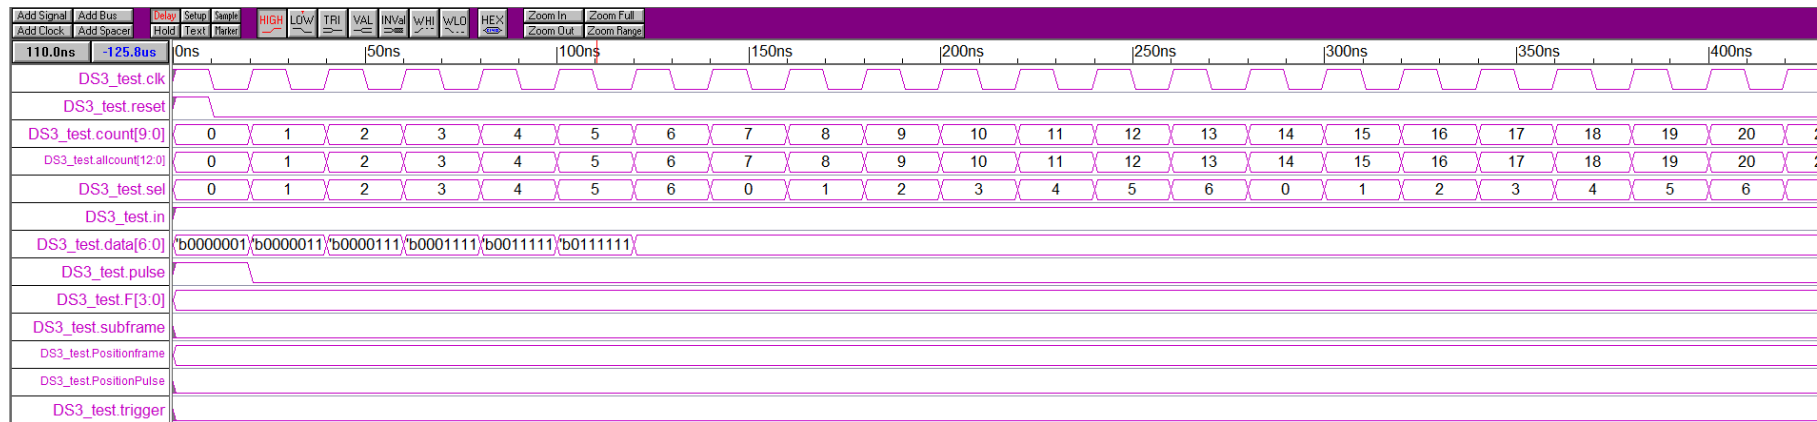 Add Signal Add Bus Delay Setup Sample HIGH LOW TRI VAL INVal WHI WLO HEX Zoom In Zoom Full
Add Clock Add Spacer Hold Text Marker Zoom Out Zoom Range
110.0ns -125.8us 0ns 50ns 100ns 150ns 200ns 250ns 300ns 350ns 400ns
DS3_test.clk
DS3_test.reset
DS3_test.count[9:0] 0 1 2 3 4 5 6 7 8 9 10 11 12 13 14 15 16 17 18 19 20
DS3_test.allcount[12:0] 0 1 2 3 4 5 6 7 8 9 10 11 12 13 14 15 16 17 18 19 20
DS3_test.sel 0 1 2 3 4 5 6 0 1 2 3 4 5 6 0 1 2 3 4 5 6
DS3_test.in
DS3_test.data[6:0] 'b0000001 'b0000011 'b0000111 'b0001111 'b0011111 'b0111111
DS3_test.pulse
DS3_test.F[3:0]
DS3_test.subframe
DS3_test.Positionframe
DS3_test.PositionPulse
DS3_test.trigger